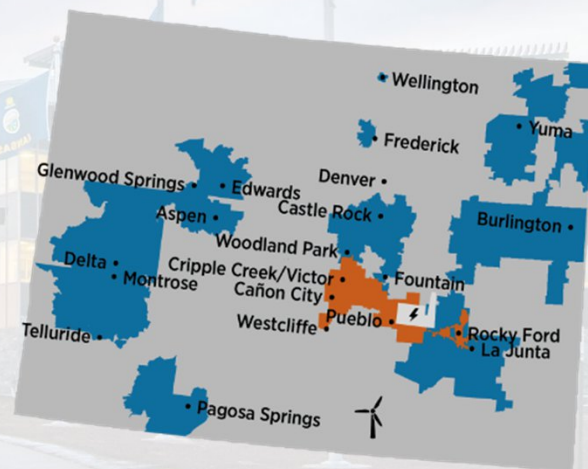 Wellington
Yuma
Frederick
Glenwood Springs
Edwards
Denver
Aspen
Castle Rock
Burlington
Woodland Park
Delta
Cripple Creek/Victor
Fountain
Montrose
Cañon City
Westcliffe
Pueblo
Rocky Ford
Telluride
La Junta
Pagosa Springs